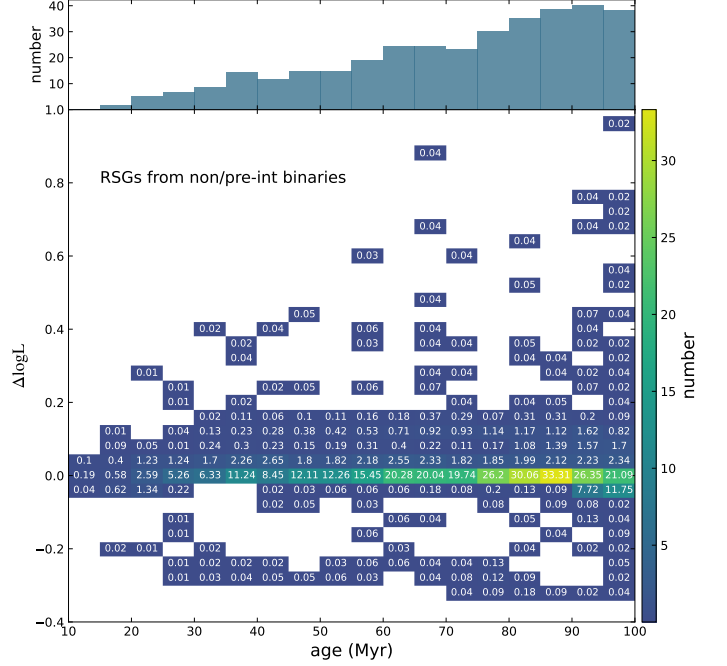 40
30
number
20
10
1.0
0.02
0.04
30
RSGs from non/pre-int binaries
0.8
0.04 0.02
0.02
0.04 0.04 0.02
25
0.04
0.6
0.03 0.04
0.02
0.05 0.02
20
0.04
0.05 0.07 0.04
0.4
0.02 0.04 0.06 0.04 0.04
0.02 0.03 0.04 0.04 0.05 0.02
number
0.04 0.04 0.04 0.02
ΔlogL
0.01 0.04 0.04 0.04 0.02
15
0.01 0.02 0.05 0.06 0.07 0.07 0.02
0.2
0.01 0.02 0.04 0.04 0.05
0.02 0.11 0.06 0.1 0.11 0.16 0.18 0.37 0.29 0.07 0.31 0.31 0.2 0.09
0.01 0.04 0.13 0.23 0.28 0.38 0.42 0.53 0.71 0.92 0.93 1.14 1.17 1.12 1.62 0.82
0.09 0.05 0.01 0.24 0.3 0.23 0.15 0.19 0.31 0.4 0.22 0.11 0.17 1.08 1.39 1.57 1.7
0.1 0.4 1.23 1.24 1.7 2.26 2.65 1.8 1.82 2.18 2.55 2.33 1.82 1.85 1.99 2.12 2.23 2.34
10
0.0
0.19 0.58 2.59 5.26 6.33 11.24 8.45 12.11 12.26 15.45 20.28 20.04 19.74 26.2 30.06 33.31 26.35 21.09
0.04 0.62 1.34 0.22 0.04 0.03 0.06 0.06 0.06 0.18 0.08 0.2 0.13 0.09 7.72 11.75
0.02 0.05 0.03 0.08 0.09 0.08 0.02
0.01 0.06 0.04 0.05 0.13 0.04
0.01 0.03 0.04 0.09
−0.2
0.02 0.01 0.02 0.03 0.04 0.02
5
0.01 0.02 0.02 0.03 0.06 0.06 0.04 0.04 0.13 0.05
0.01 0.03 0.04 0.06 0.05 0.06 0.03 0.04 0.08 0.12 0.09 0.02
0.04 0.09 0.18 0.09 0.02 0.04
−0.4
10 20 30 40 50 60 70 80 90 100
age (Myr)